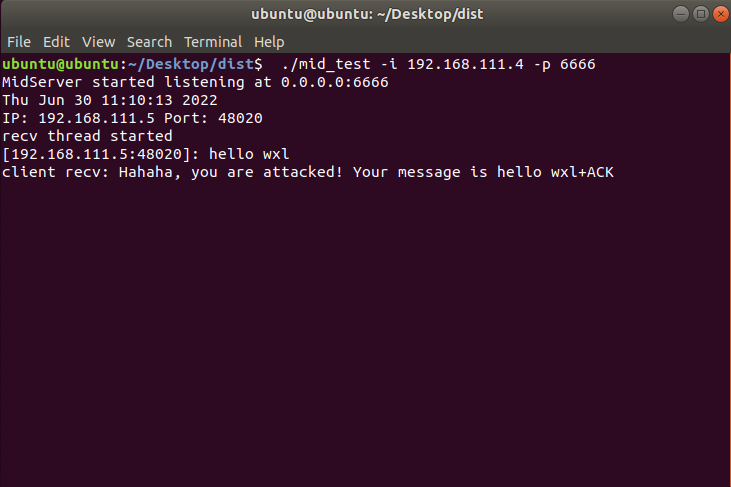 ubuntu@ubuntu: ~/Desktop/dist
File Edit View Search Terminal Help
ubuntu@ubuntu:~/Desktop/dist$  ./mid_test -i 192.168.111.4 -p 6666
MidServer started listening at 0.0.0.0:6666
Thu Jun 30 11:10:13 2022
IP: 192.168.111.5 Port: 48020
recv thread started
[192.168.111.5:48020]: hello wxl
client recv: Hahaha, you are attacked! Your message is hello wxl+ACK